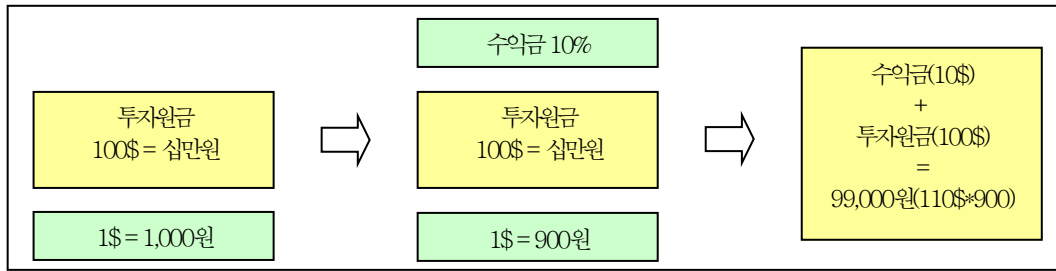 투자원금
100$ = 십만원
1$ = 1,000원
수익금 10%
투자원금
100$ = 십만원
1$ = 900원
수익금(10$)
+
투자원금(100$)
=
99,000원(110$*900)